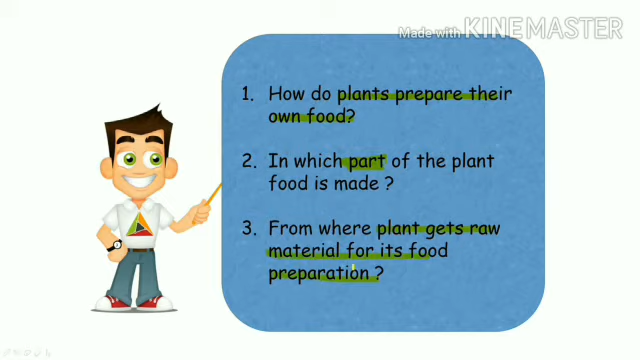 Made with KINEMASTER
1. How do plants prepare their
own food?
2. In which part of the plant
food is made ?
3. From where plant gets raw
material for its food
preparation ?